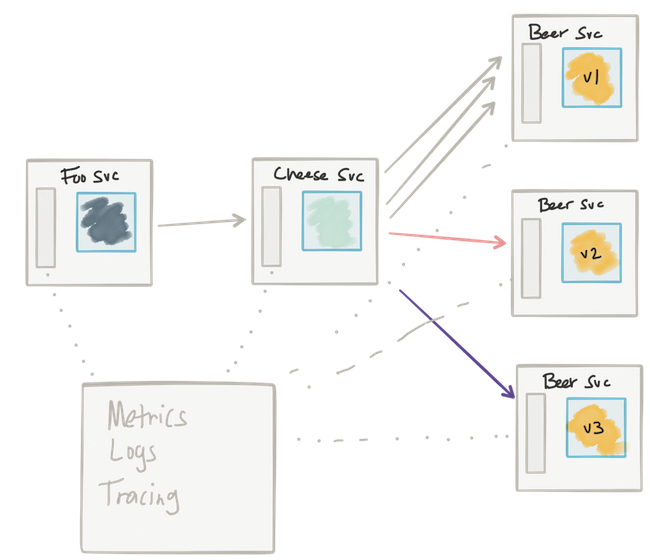 Foo Svc
Cheese Svc
Beer Svc
v1
Beer Svc
v2
Beer Svc
v3
Metrics
Logs
Tracing